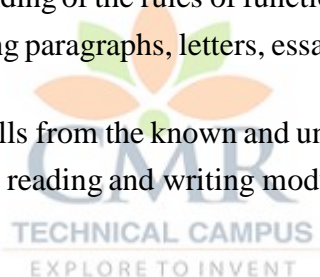 ding of the rules of functio
ng paragraphs, letters, essa
lls from the known and un
reading and writing mod
CMR
TECHNICAL CAMPUS
EXPLORE TO INVENT